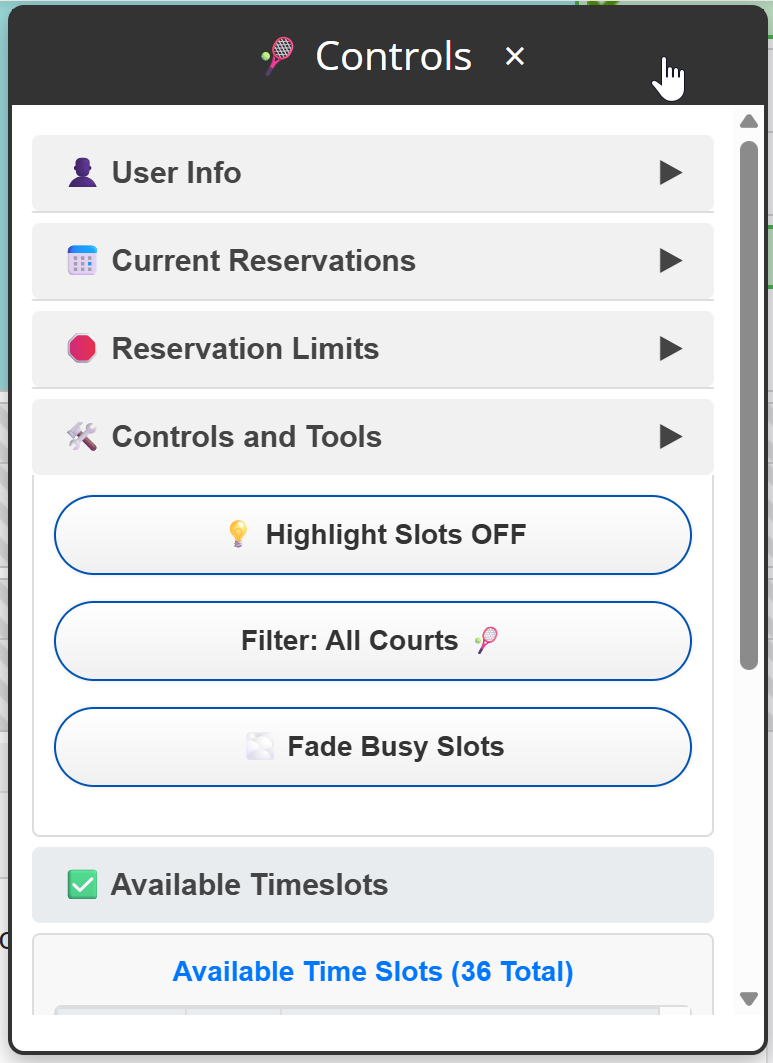 Controls ×
User Info
Current Reservations
Reservation Limits
Controls and Tools
Highlight Slots OFF
Filter: All Courts
Fade Busy Slots
Available Timeslots
Available Time Slots (36 Total)